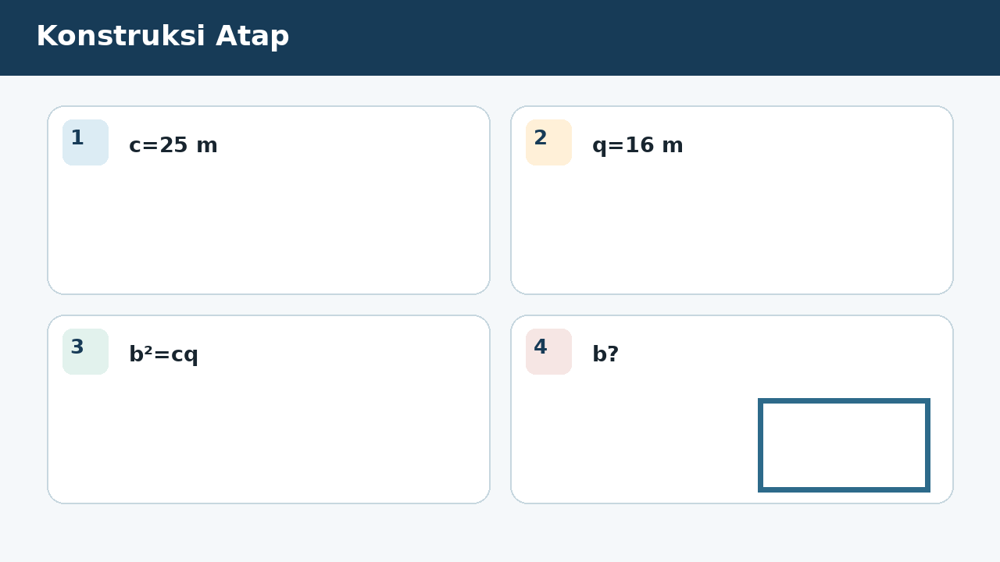 Konstruksi Atap
1 c=25 m
2 q=16 m
3 b²=cq
4 b?